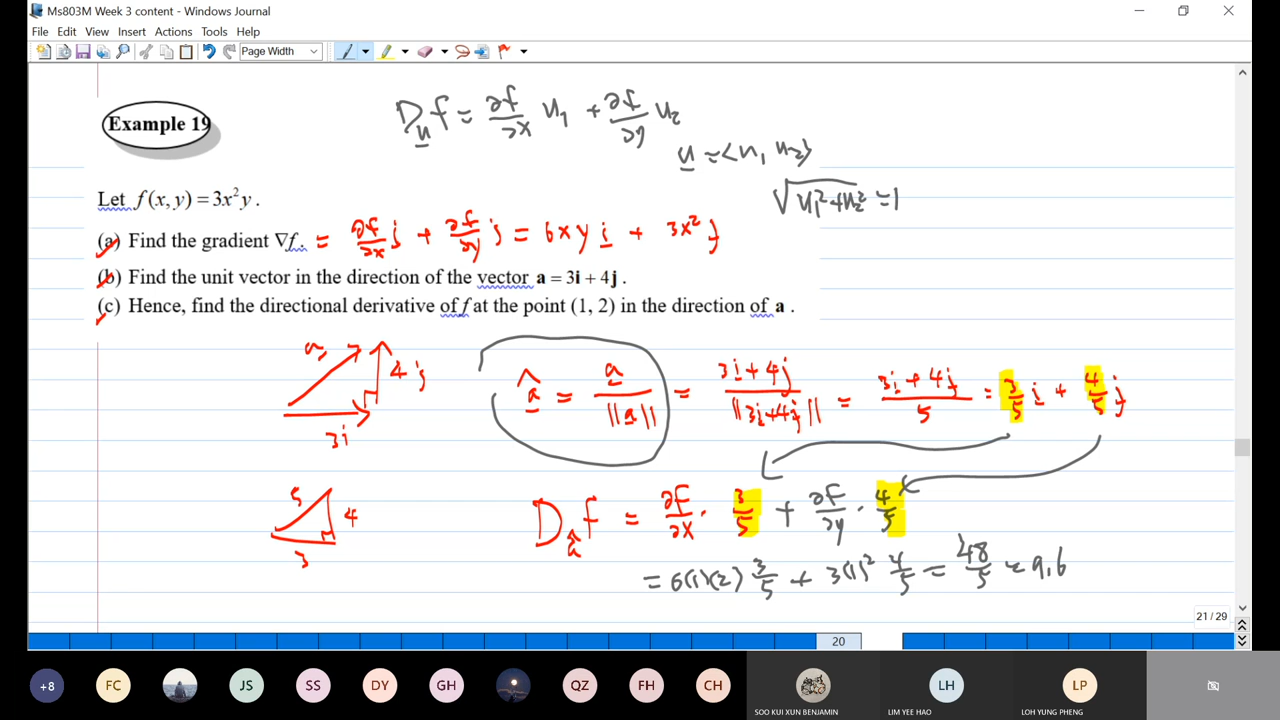 Ms803M Week 3 content - Windows Journal
File Edit View Insert Actions Tools Help
Page Width
Example 19
D_u f = ∂f/∂x u₁ + ∂f/∂y u₂
u = <u₁ u₂>
√(u₁² + u₂²) = 1
Let f(x, y) = 3x²y .
(a) Find the gradient ∇f. = ∂f/∂x i + ∂f/∂y j = 6xy i + 3x² j
(b) Find the unit vector in the direction of the vector a = 3i + 4j .
(c) Hence, find the directional derivative of f at the point (1, 2) in the direction of a .
a 4j
3i
â = a/||a|| = 3i+4j/||3i+4j|| = 3i+4j/5 = 3/5 i + 4/5 j
5 4
3
D_â f = ∂f/∂x · 3/5 + ∂f/∂y · 4/5
= 6(1)(2) 3/5 + 3(1)² 4/5 = 48/5 = 9.6
21 / 29
20
+8 FC JS SS DY GH QZ FH CH LH LP
SOO KUI XUN BENJAMIN LIM YEE HAO LOH YUNG PHENG